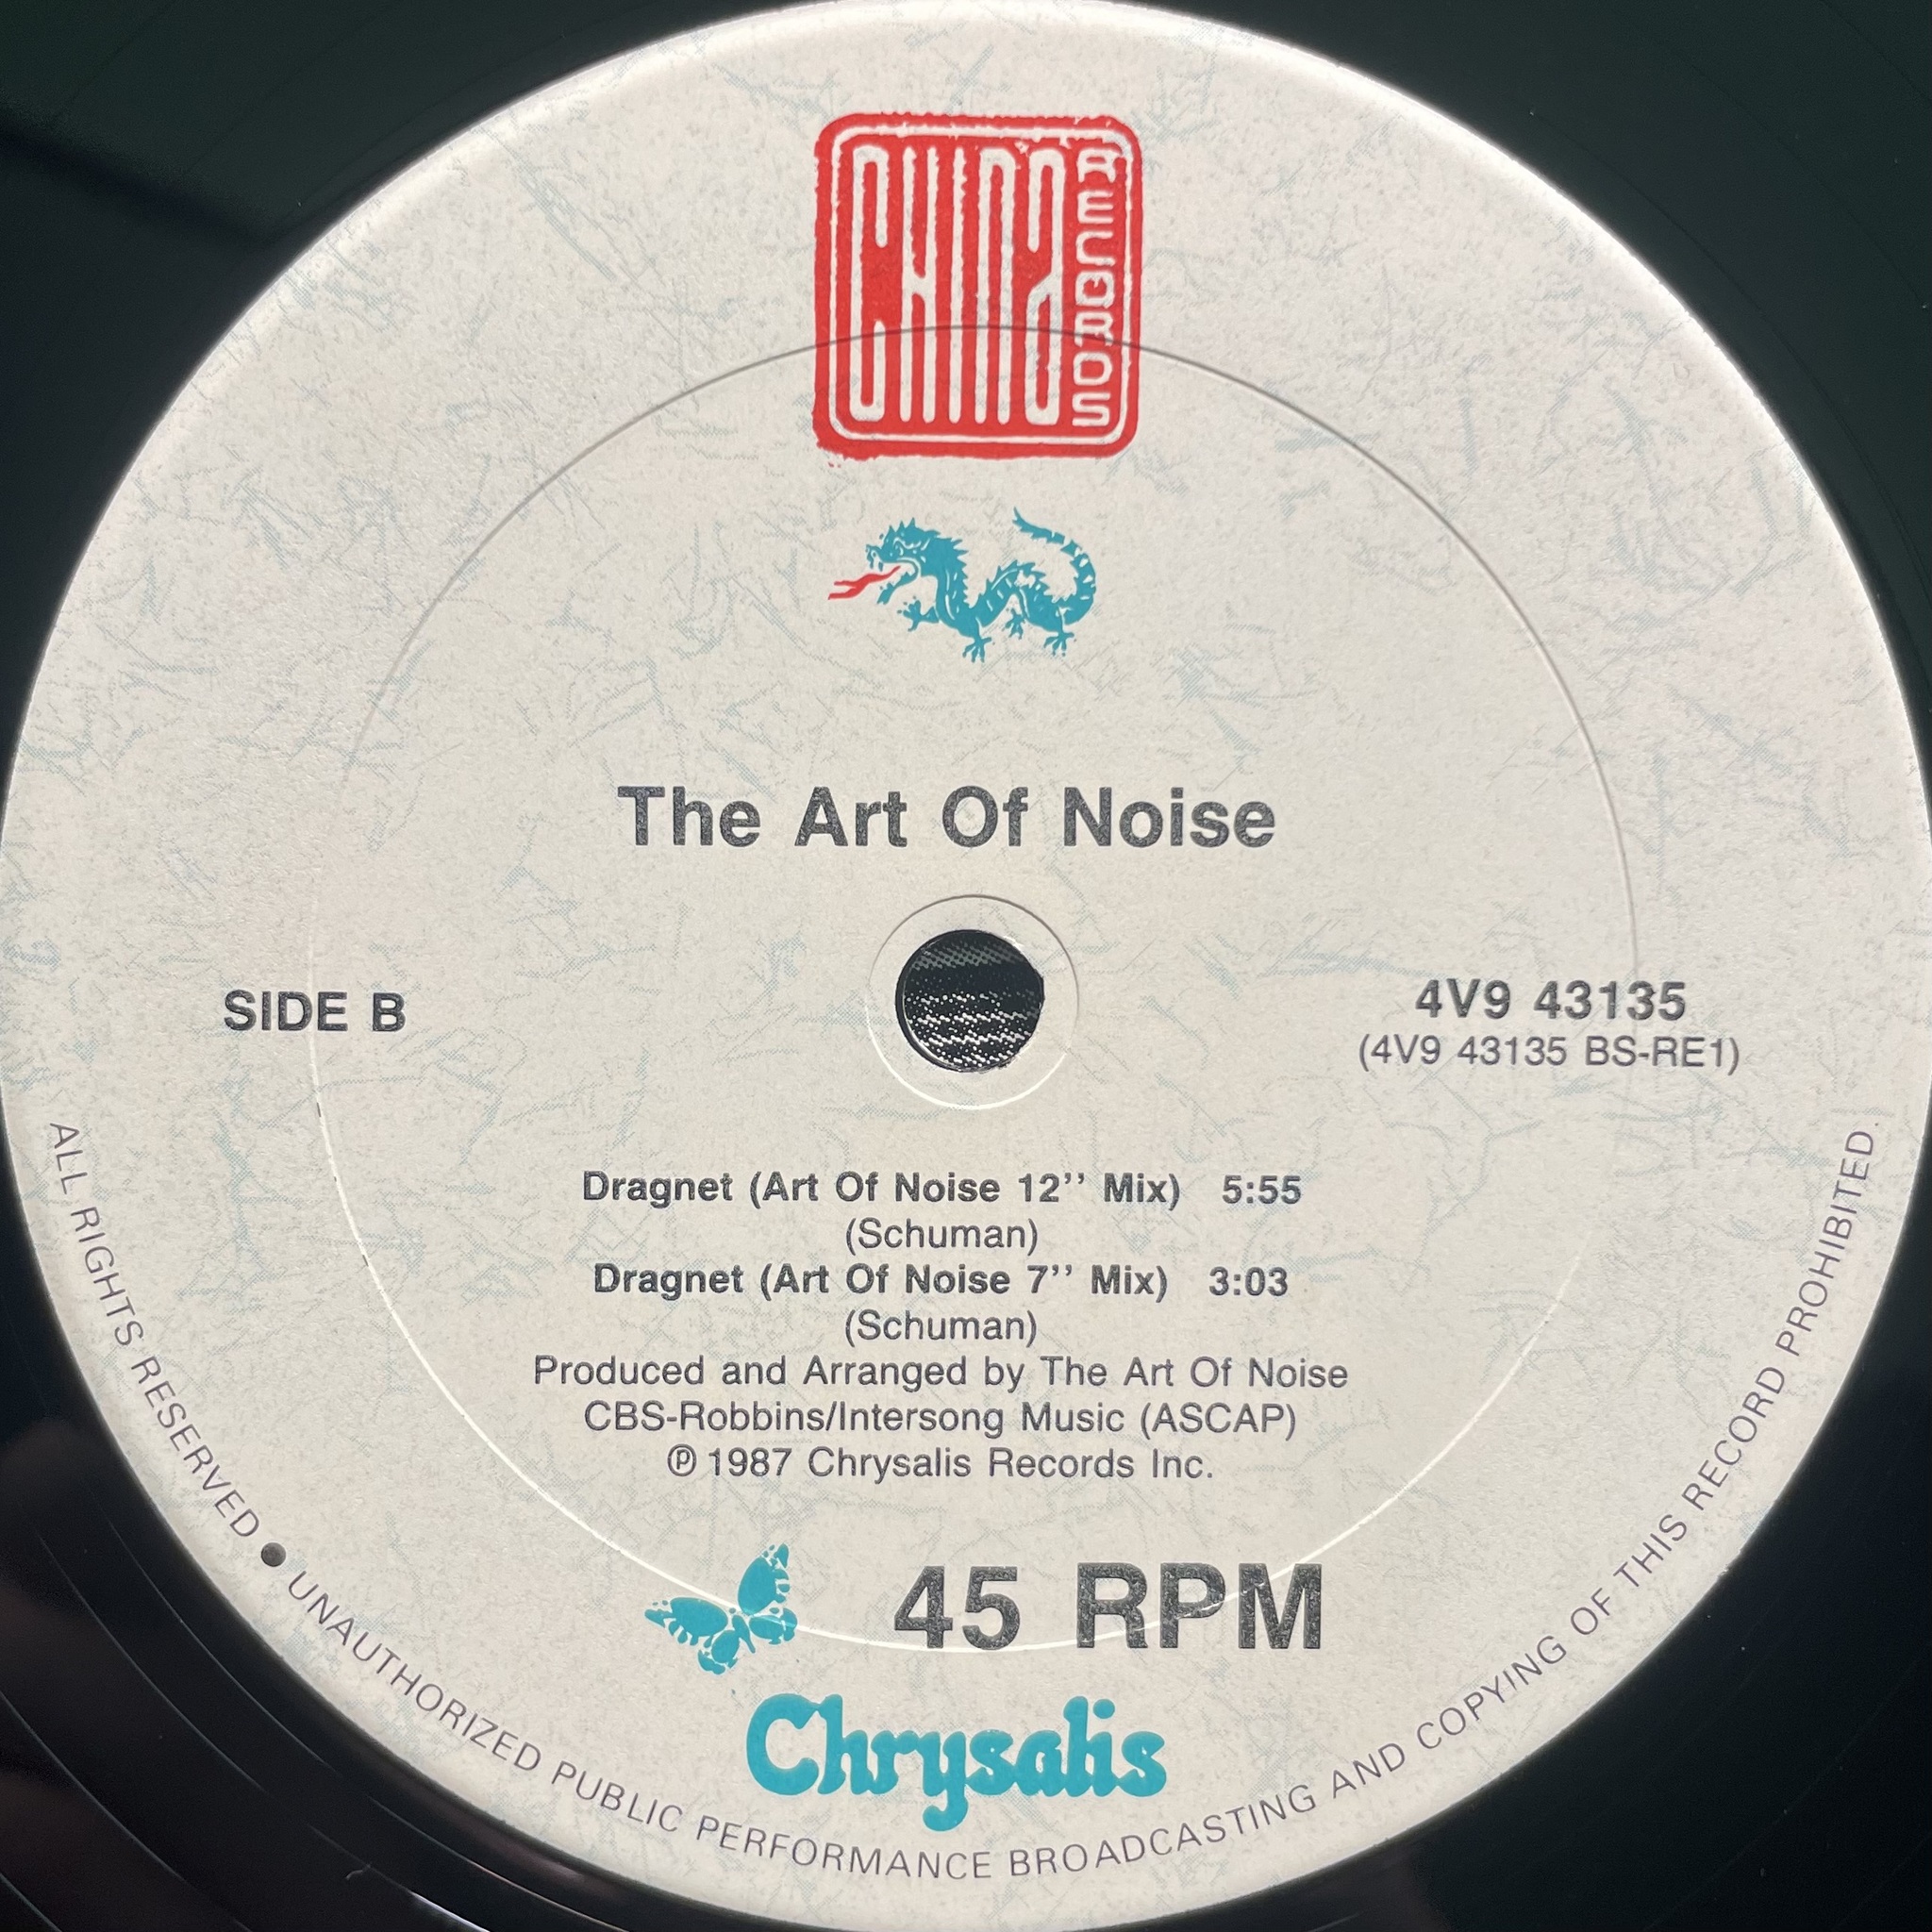 CHINA RECORDS
The Art Of Noise
SIDE B
4V9 43135
(4V9 43135 BS-RE1)
Dragnet (Art Of Noise 12’’ Mix) 5:55
(Schuman)
Dragnet (Art Of Noise 7’’ Mix) 3:03
(Schuman)
Produced and Arranged by The Art Of Noise
CBS-Robbins/Intersong Music (ASCAP)
℗ 1987 Chrysalis Records Inc.
45 RPM
Chrysalis
ALL RIGHTS RESERVED ● UNAUTHORIZED PUBLIC PERFORMANCE BROADCASTING AND COPYING OF THIS RECORD PROHIBITED.